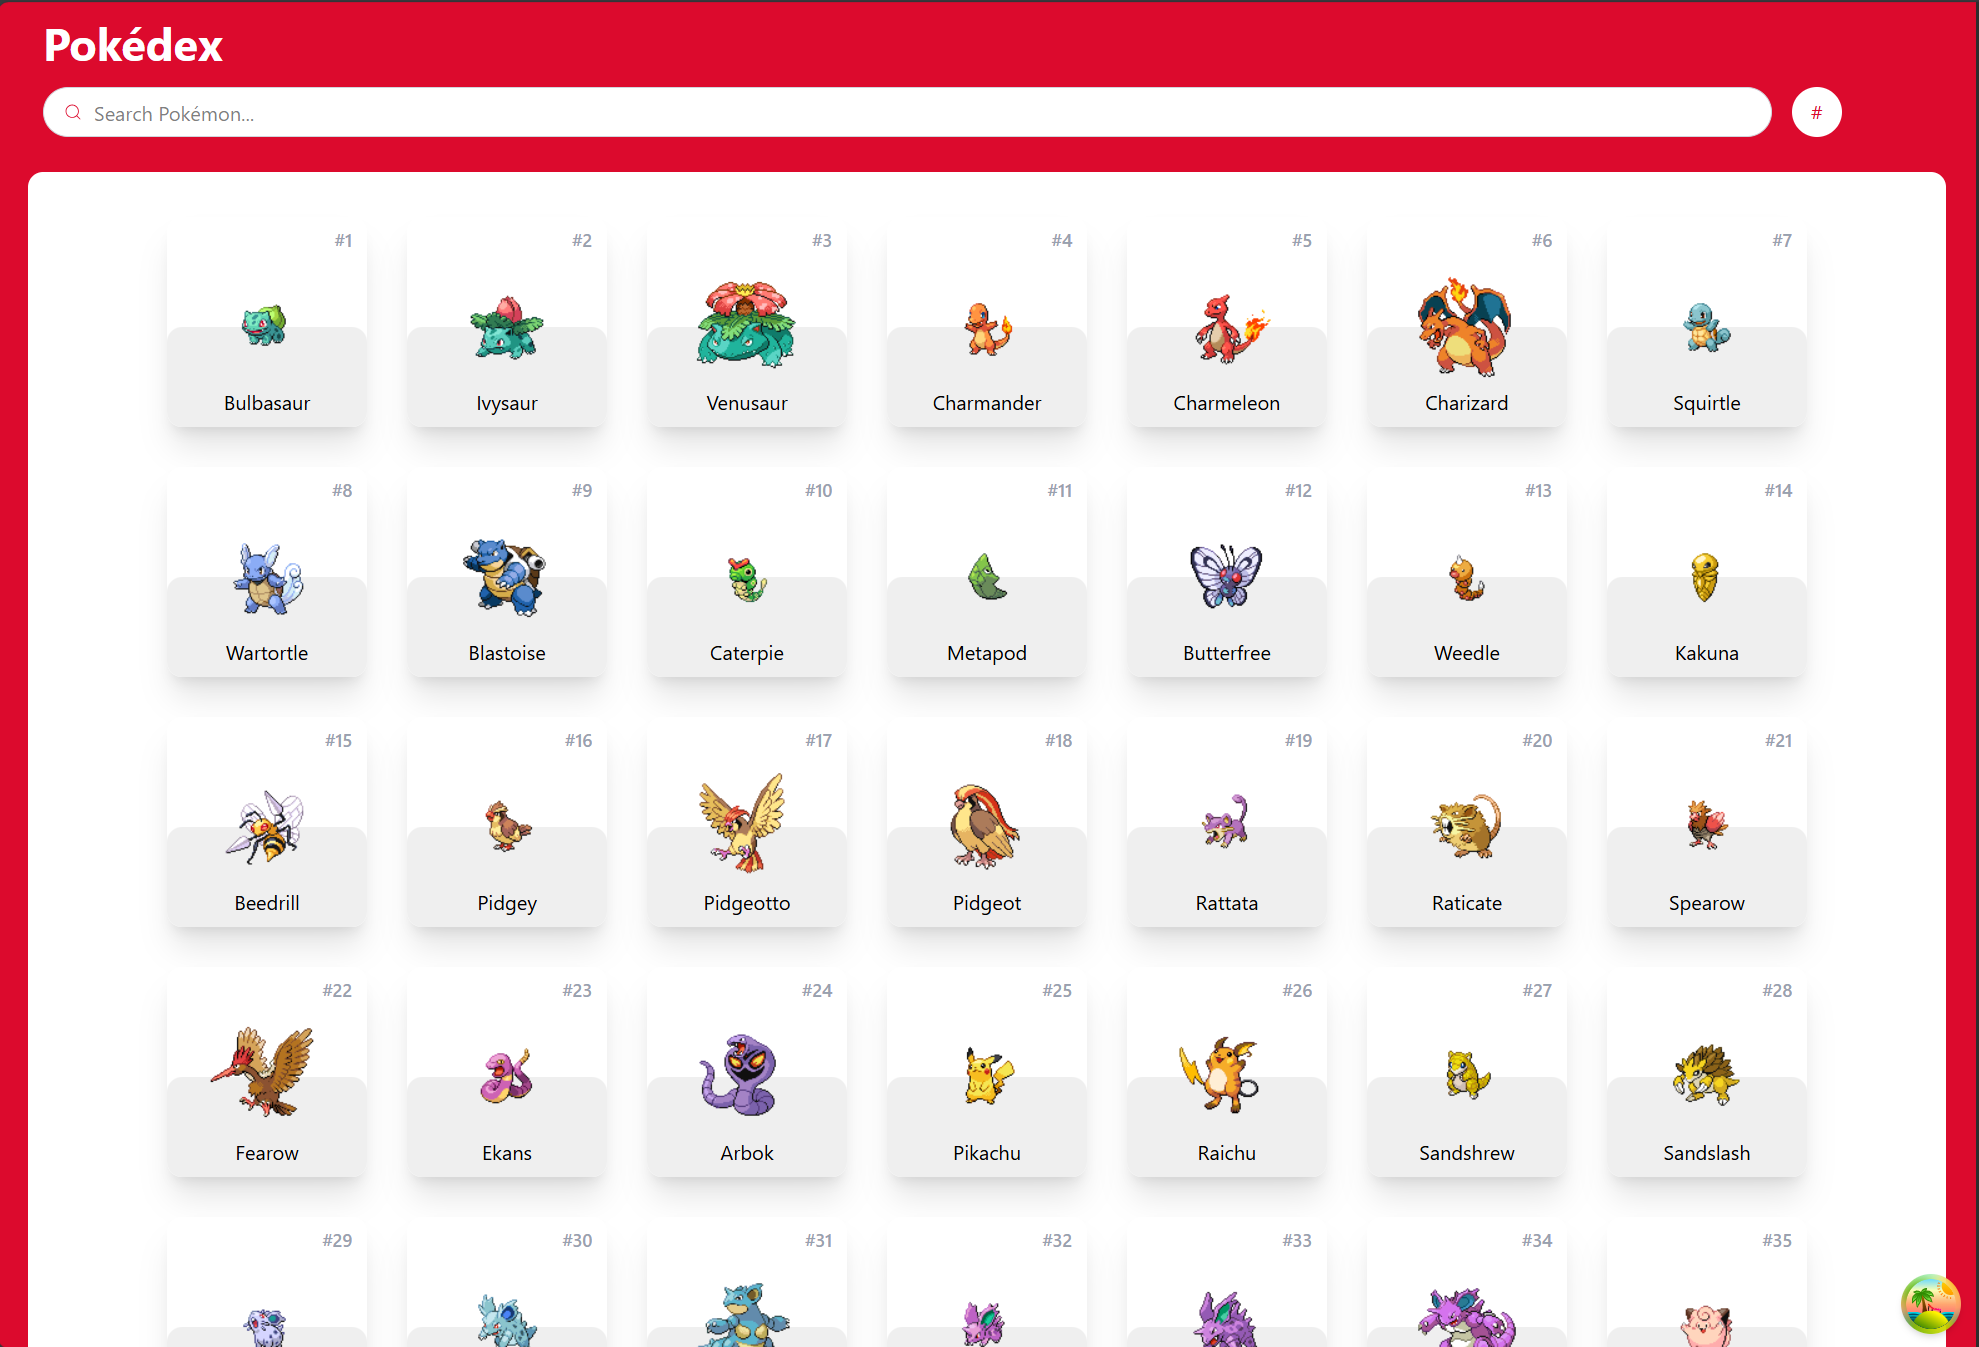 Pokédex
Search Pokémon...
#
#1 #2 #3 #4 #5 #6 #7
Bulbasaur Ivysaur Venusaur Charmander Charmeleon Charizard Squirtle
#8 #9 #10 #11 #12 #13 #14
Wartortle Blastoise Caterpie Metapod Butterfree Weedle Kakuna
#15 #16 #17 #18 #19 #20 #21
Beedrill Pidgey Pidgeotto Pidgeot Rattata Raticate Spearow
#22 #23 #24 #25 #26 #27 #28
Fearow Ekans Arbok Pikachu Raichu Sandshrew Sandslash
#29 #30 #31 #32 #33 #34 #35